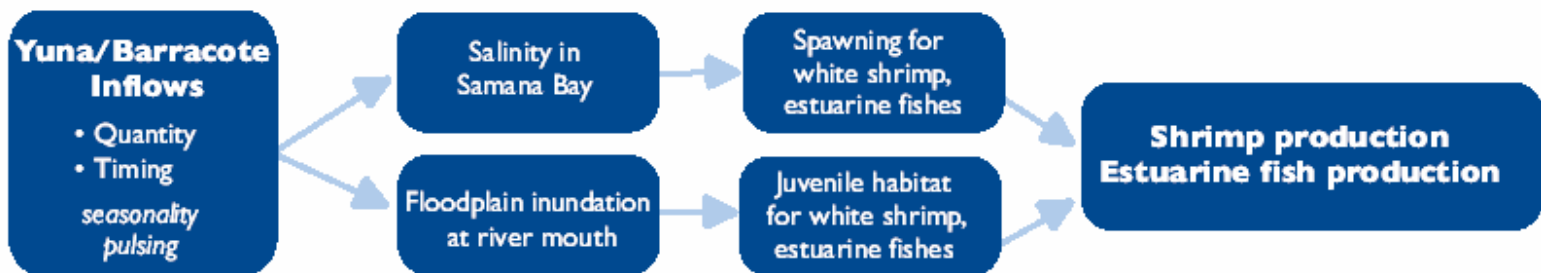 Yuna/Barracote
Inflows
• Quantity
• Timing
seasonality
pulsing
Salinity in
Samana Bay
Spawning for
white shrimp,
estuarine fishes
Floodplain inundation
at river mouth
Juvenile habitat
for white shrimp,
estuarine fishes
Shrimp production
Estuarine fish production